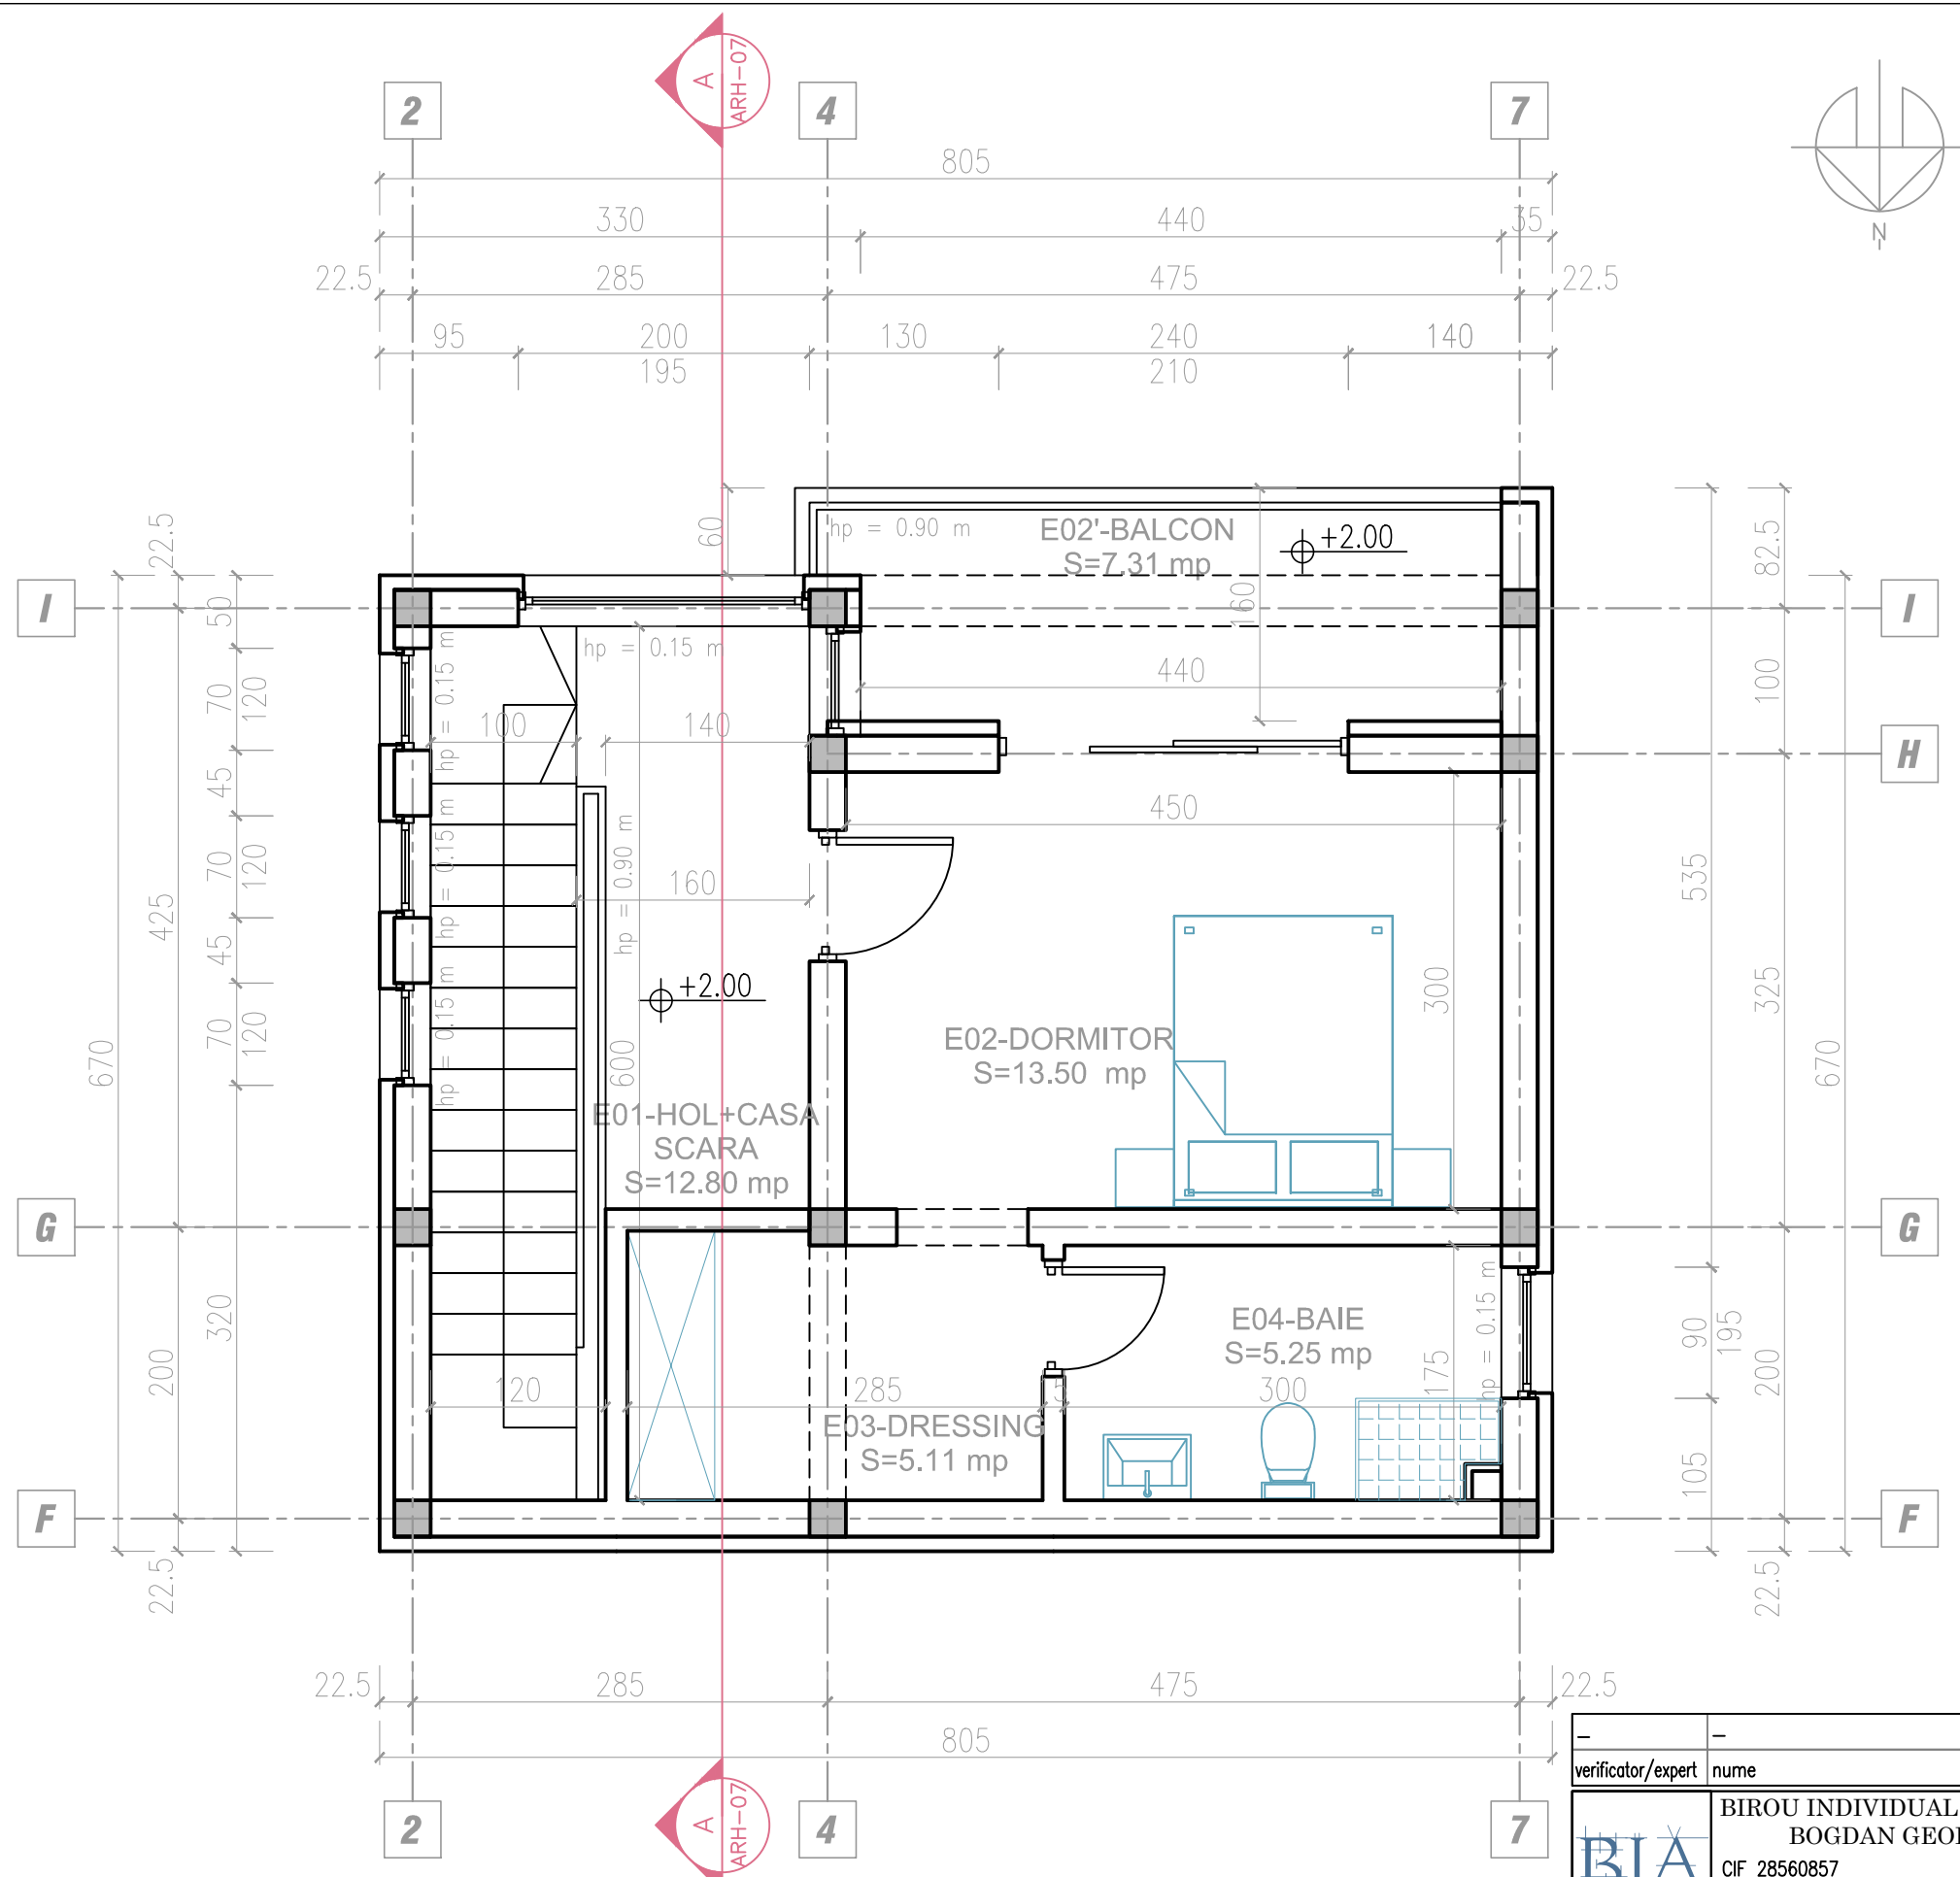 A
ARH-07
2
4
7
805
330
440
35
22.5
285
475
22.5
95
200
130
240
140
195
210
N
22.5
60
hp = 0.90 m
E02'-BALCON
S=7.31 mp
+2.00
82.5
I
I
50
hp = 0.15 m
hp = 0.15 m
160
70
120
100
140
440
100
H
45
450
70
120
hp = 0.15 m
hp = 0.90 m
160
535
425
45
+2.00
300
325
70
120
hp = 0.15 m
600
E02-DORMITOR
S=13.50 mp
670
670
E01-HOL+CASA
SCARA
S=12.80 mp
G
G
320
E04-BAIE
S=5.25 mp
hp = 0.15 m
90
195
200
120
285
5
300
175
200
E03-DRESSING
S=5.11 mp
105
F
F
22.5
22.5
22.5
285
475
22.5
805
A
ARH-07
2
4
7
–
–
verificator/expert
nume
BIROU INDIVIDUAL
BOGDAN GEO
BIA
CIF 28560857